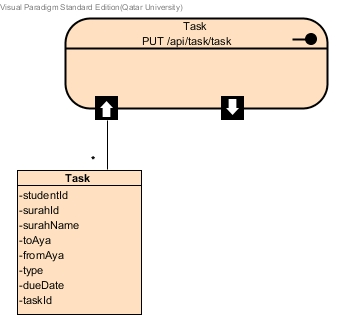 Visual Paradigm Standard Edition(Qatar University)
Task
PUT /api/task/task
*
Task
-studentId
-surahId
-surahName
-toAya
-fromAya
-type
-dueDate
-taskId